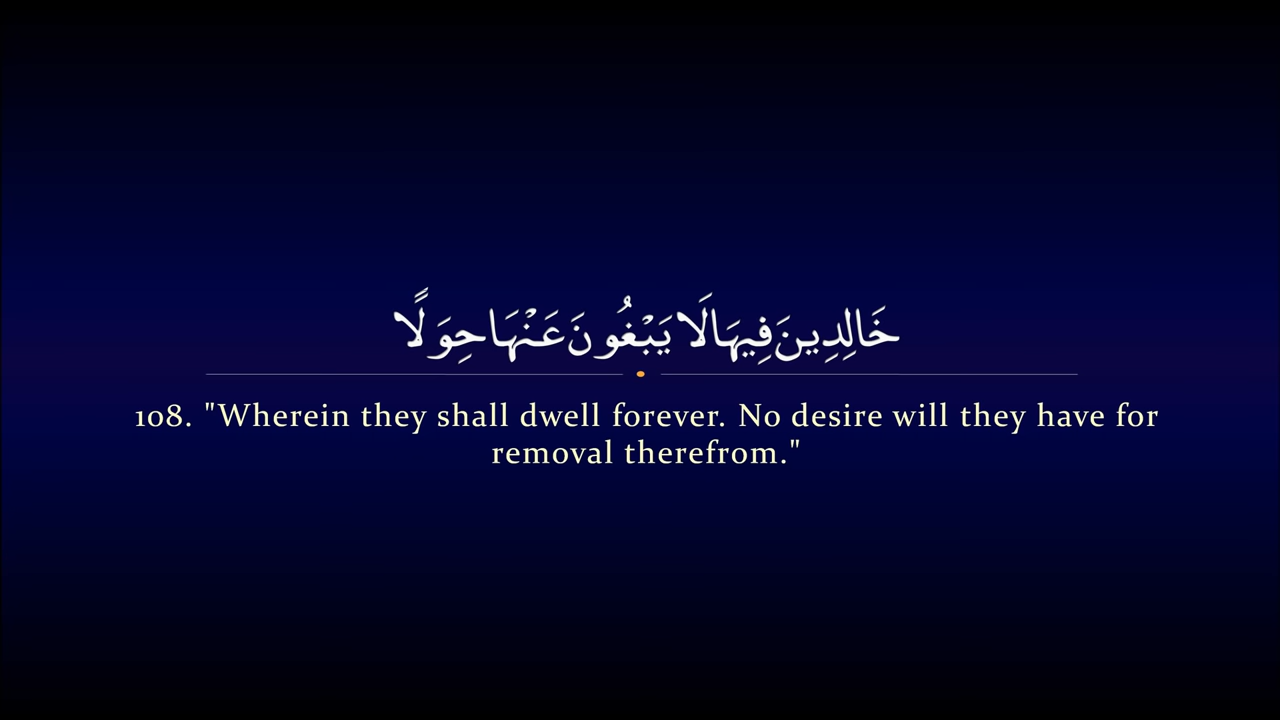 خَالِدِينَ فِيهَا لَا يَبْغُونَ عَنْهَا حِوَلًا
108. "Wherein they shall dwell forever. No desire will they have for
removal therefrom."